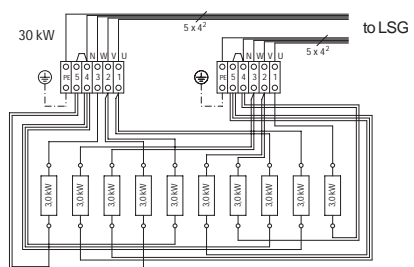 30 kW
5 x 4²
to LSG
5 x 4²
N W V U
PE 5 4 3 2 1
N W V U
PE 5 4 3 2 1
3,0 kW 3,0 kW 3,0 kW 3,0 kW 3,0 kW 3,0 kW 3,0 kW 3,0 kW 3,0 kW 3,0 kW